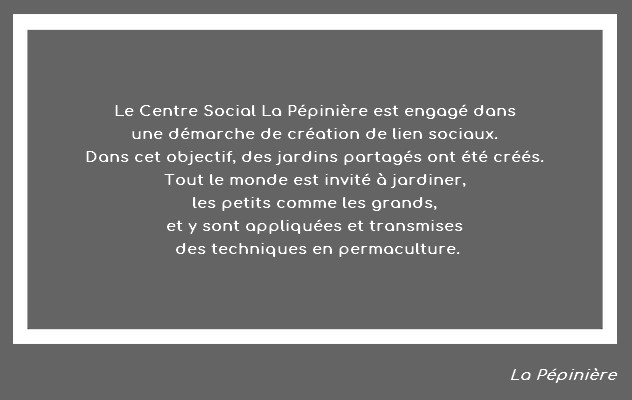 Le Centre Social La Pépinière est engagé dans
une démarche de création de lien sociaux.
Dans cet objectif, des jardins partagés ont été créés.
Tout le monde est invité à jardiner,
les petits comme les grands,
et y sont appliquées et transmises
des techniques en permaculture.
La Pépinière